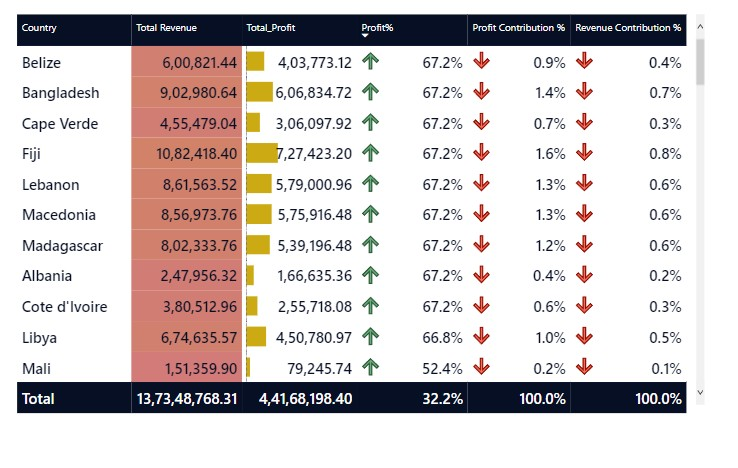 Country Total Revenue Total_Profit Profit% Profit Contribution % Revenue Contribution %
Belize 6,00,821.44 4,03,773.12 67.2% 0.9% 0.4%
Bangladesh 9,02,980.64 6,06,834.72 67.2% 1.4% 0.7%
Cape Verde 4,55,479.04 3,06,097.92 67.2% 0.7% 0.3%
Fiji 10,82,418.40 7,27,423.20 67.2% 1.6% 0.8%
Lebanon 8,61,563.52 5,79,000.96 67.2% 1.3% 0.6%
Macedonia 8,56,973.76 5,75,916.48 67.2% 1.3% 0.6%
Madagascar 8,02,333.76 5,39,196.48 67.2% 1.2% 0.6%
Albania 2,47,956.32 1,66,635.36 67.2% 0.4% 0.2%
Cote d'Ivoire 3,80,512.96 2,55,718.08 67.2% 0.6% 0.3%
Libya 6,74,635.57 4,50,780.97 66.8% 1.0% 0.5%
Mali 1,51,359.90 79,245.74 52.4% 0.2% 0.1%
Total 13,73,48,768.31 4,41,68,198.40 32.2% 100.0% 100.0%